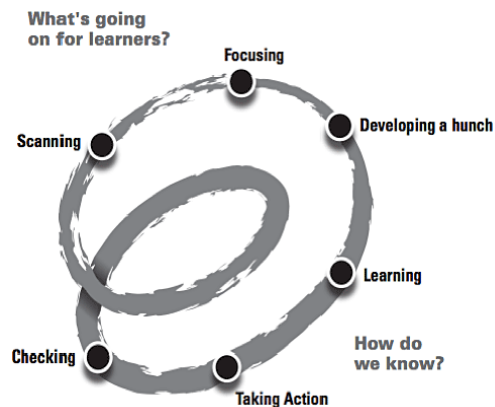 What's going
on for learners?
Focusing
Developing a hunch
Scanning
Learning
How do
we know?
Checking
Taking Action